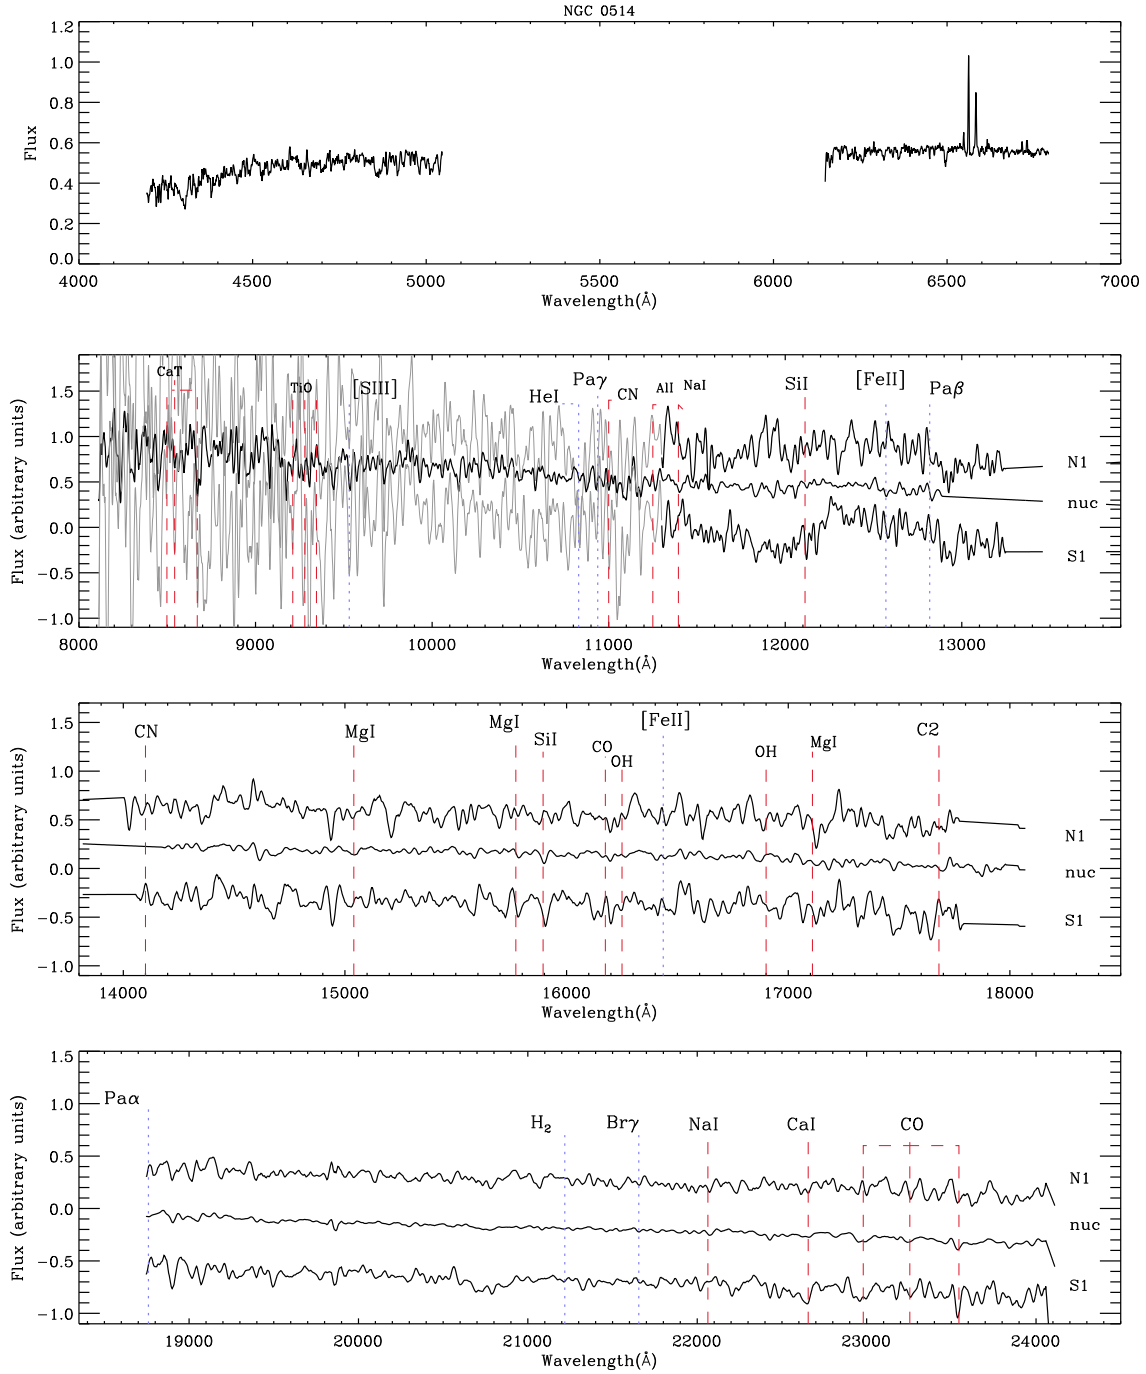 NGC 0514
1.2
1.0
0.8
0.6
0.4
0.2
0.0
Flux
4000 4500 5000 5500 6000 6500 7000
Wavelength(Å)
CaT TiO [SIII] HeI Paγ CN AlI NaI SiI [FeII] Paβ
1.5
1.0
0.5
0.0
−0.5
−1.0
Flux (arbitrary units)
N1
nuc
S1
8000 9000 10000 11000 12000 13000
Wavelength(Å)
CN MgI MgI SiI CO OH [FeII] OH MgI C2
1.5
1.0
0.5
0.0
−0.5
−1.0
Flux (arbitrary units)
N1
nuc
S1
14000 15000 16000 17000 18000
Wavelength(Å)
Paα H2 Brγ NaI CaI CO
1.5
1.0
0.5
0.0
−0.5
−1.0
Flux (arbitrary units)
N1
nuc
S1
19000 20000 21000 22000 23000 24000
Wavelength(Å)